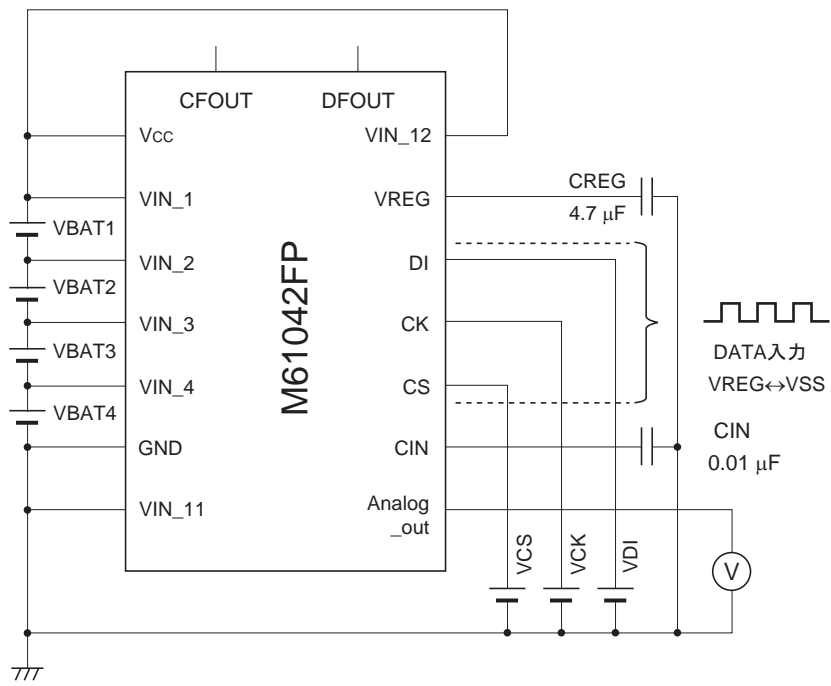 CFOUT
DFOUT
Vcc
VIN_12
VIN_1
VREG
CREG
4.7 μF
VBAT1
VIN_2
DI
VBAT2
VIN_3
CK
M61042FP
DATA入力
VREG↔VSS
VBAT3
VIN_4
CS
VBAT4
GND
CIN
CIN
0.01 μF
VIN_11
Analog
_out
VCS
VCK
VDI
V